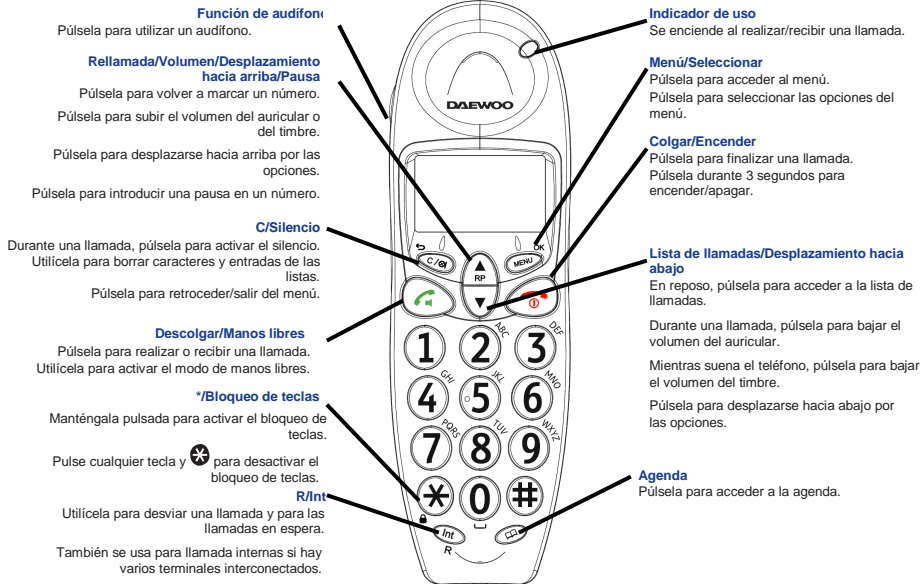 Función de audífono
Púlsela para utilizar un audífono.
Rellamada/Volumen/Desplazamiento
hacia arriba/Pausa
Púlsela para volver a marcar un número.
Púlsela para subir el volumen del auricular o
del timbre.
Púlsela para desplazarse hacia arriba por las
opciones.
Púlsela para introducir una pausa en un número.
C/Silencio
Durante una llamada, púlsela para activar el silencio.
Utilícela para borrar caracteres y entradas de las
listas.
Púlsela para retroceder/salir del menú.
Descolgar/Manos libres
Púlsela para realizar o recibir una llamada.
Utilícela para activar el modo de manos libres.
*/Bloqueo de teclas
Manténgala pulsada para activar el bloqueo de
teclas.
Pulse cualquier tecla y * para desactivar el
bloqueo de teclas.
R/Int
Utilícela para desviar una llamada y para las
llamadas en espera.
También se usa para llamada internas si hay
varios terminales interconectados.
DAEWOO
OK
C/
MENU
RP
1
2 ABC
3 DEF
4 GHI
5 JKL
6 MNO
7 PQRS
8 TUV
9 WXYZ
*
0
#
Int
R
Indicador de uso
Se enciende al realizar/recibir una llamada.
Menú/Seleccionar
Púlsela para acceder al menú.
Púlsela para seleccionar las opciones del
menú.
Colgar/Encender
Púlsela para finalizar una llamada.
Púlsela durante 3 segundos para
encender/apagar.
Lista de llamadas/Desplazamiento hacia
abajo
En reposo, púlsela para acceder a la lista de
llamadas.
Durante una llamada, púlsela para bajar el
volumen del auricular.
Mientras suena el teléfono, púlsela para bajar
el volumen del timbre.
Púlsela para desplazarse hacia abajo por
las opciones.
Agenda
Púlsela para acceder a la agenda.